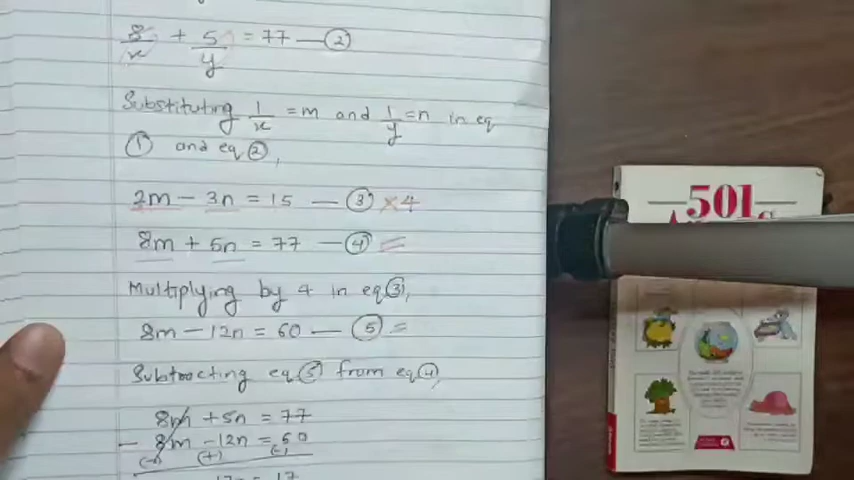 8/x + 5/y = 77 — ②
Substituting 1/x = m and 1/y = n in eq
① and eq ②,
2m - 3n = 15 — ③ ×4
8m + 5n = 77 — ④ =
Multiplying by 4 in eq ③,
8m - 12n = 60 — ⑤ =
Subtracting eq ⑤ from eq ④,
8m + 5n = 77
- 8m - 12n = 60
(-) (+) (-)
17n = 17
501